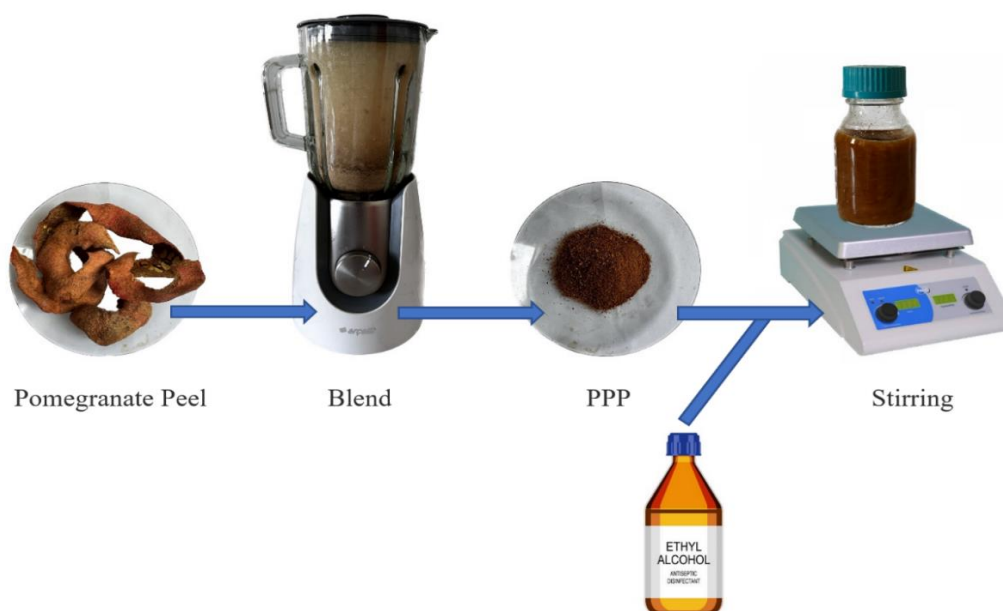 Pomegranate Peel
Blend
PPP
Stirring
ETHYL
ALCOHOL
ANTISEPTIC
DISINFECTANT